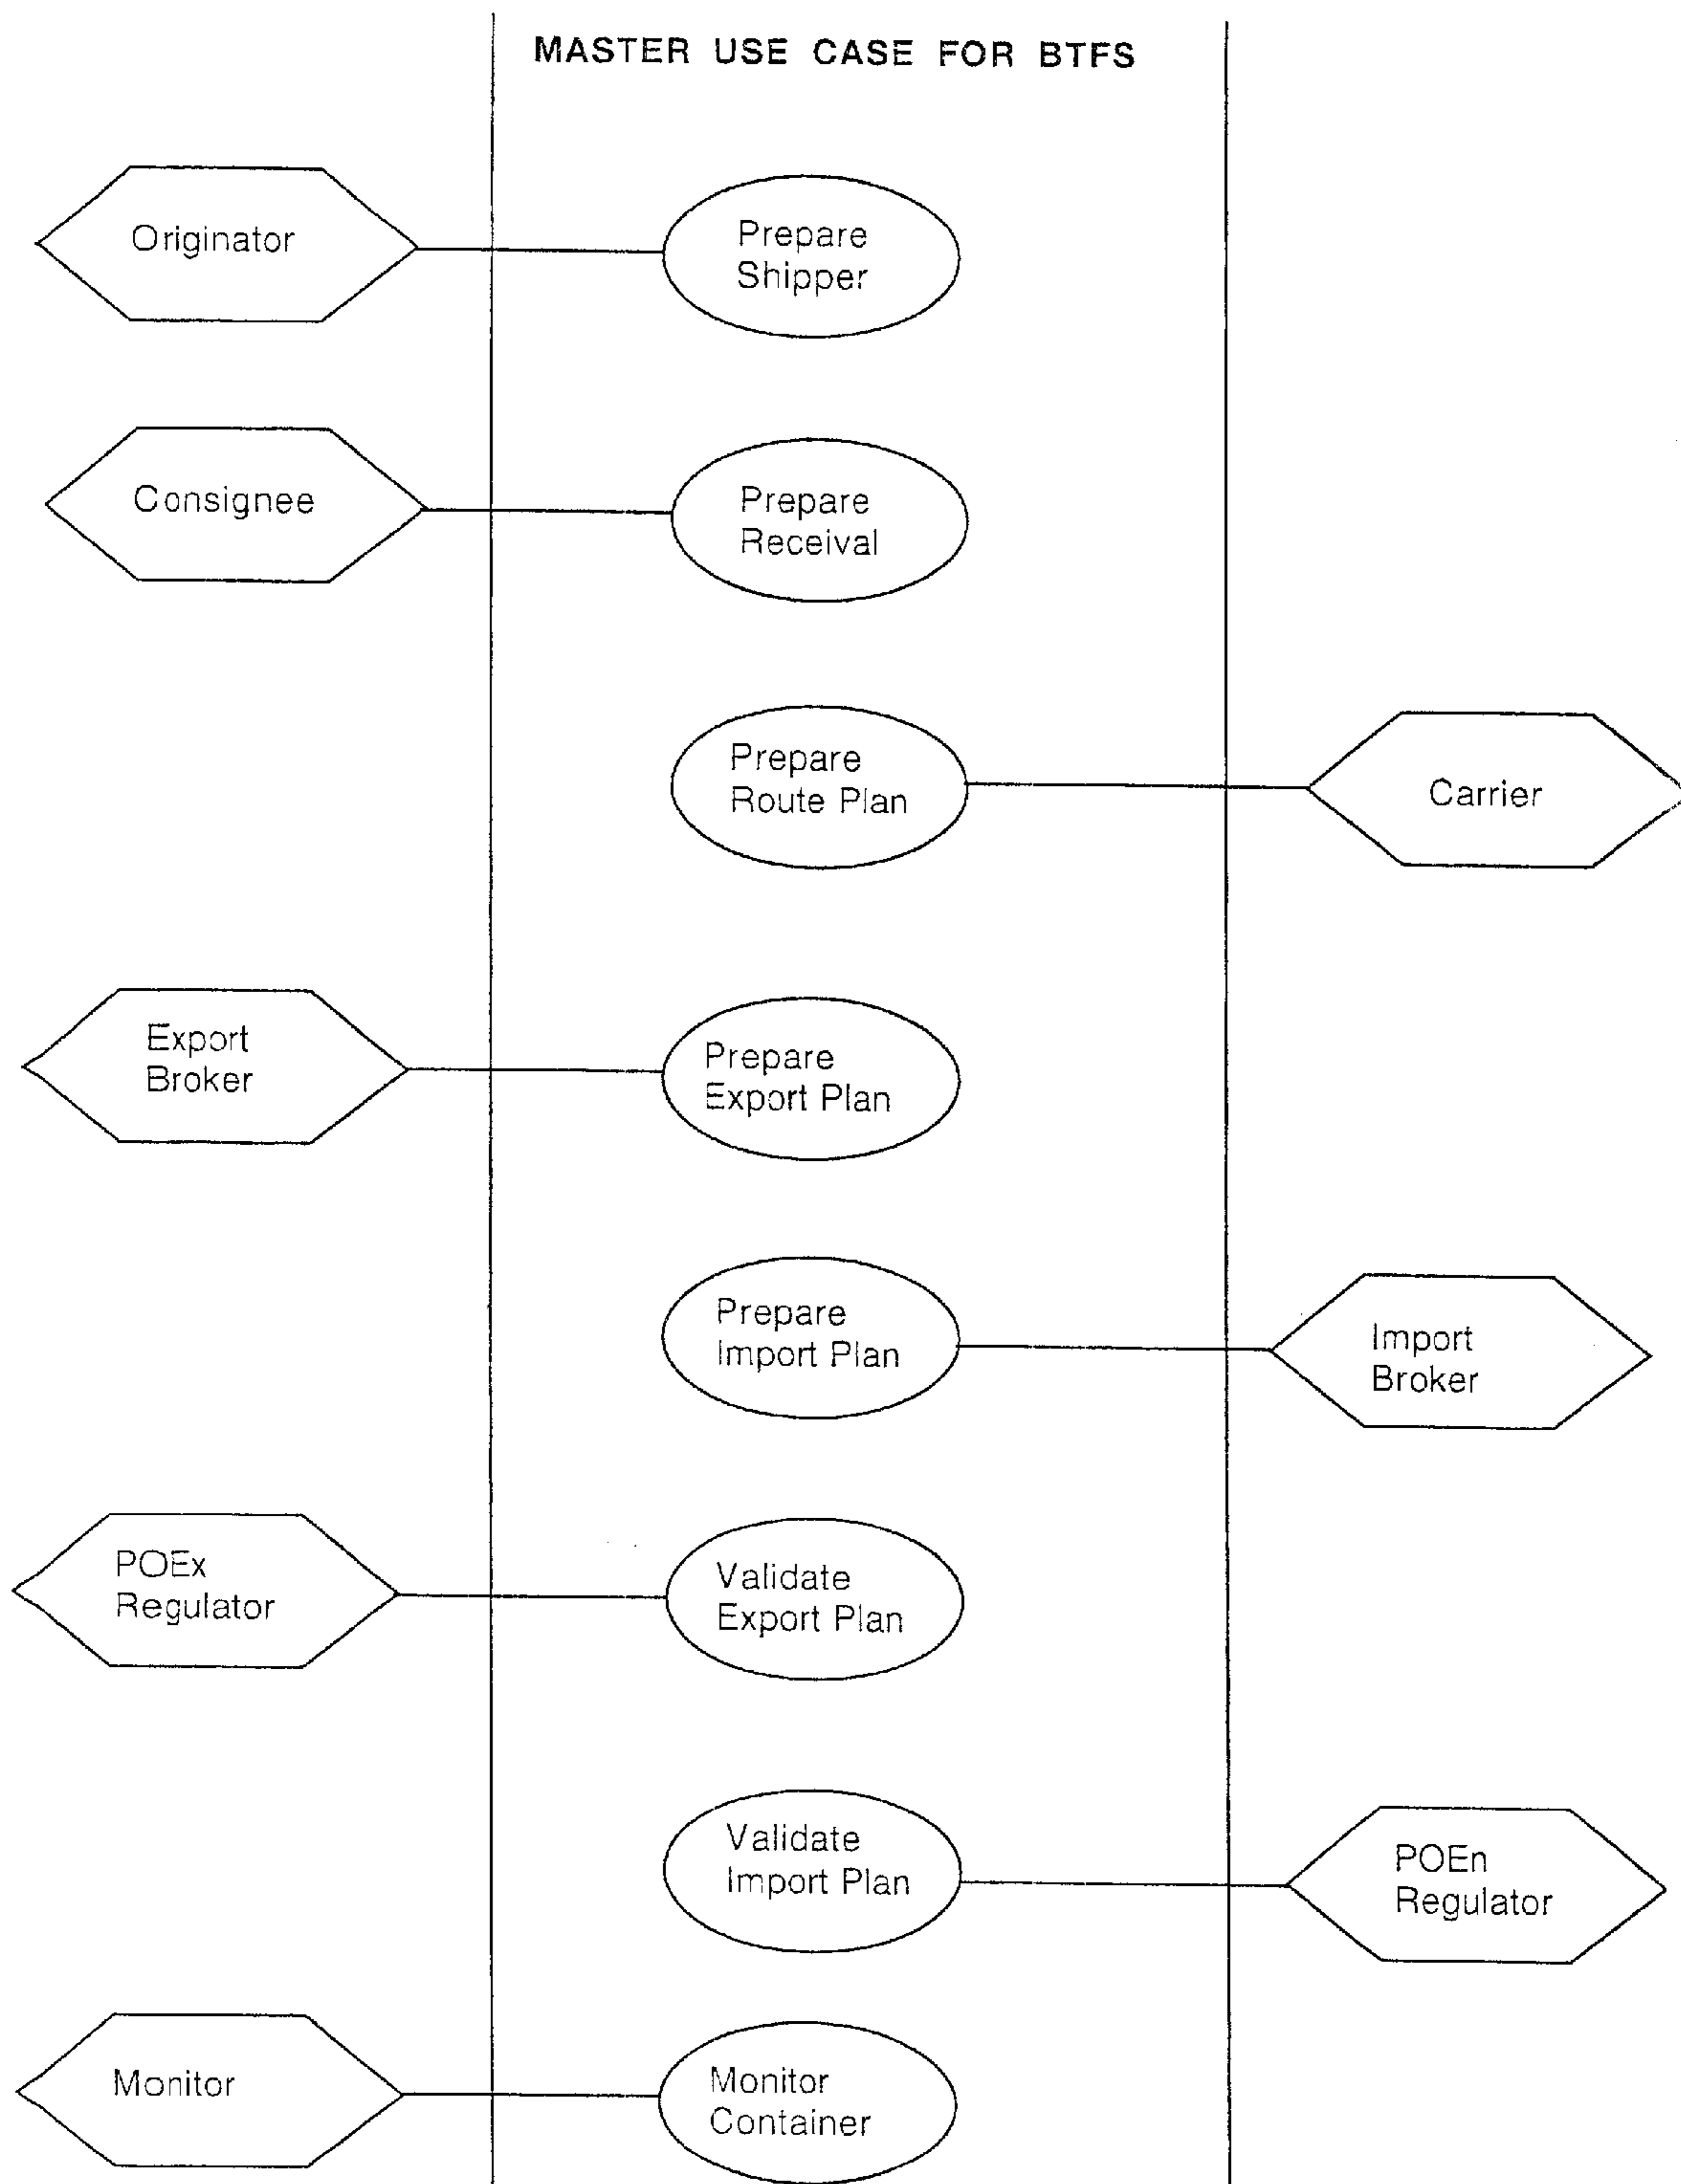 MASTER USE CASE FOR BTFS
Originator
Prepare
Shipper
Consignee
Prepare
Receival
Prepare
Route Plan
Carrier
Export
Broker
Prepare
Export Plan
Prepare
Import Plan
Import
Broker
POEx
Regulator
Validate
Export Plan
Validate
Import Plan
POEn
Regulator
Monitor
Monitor
Container